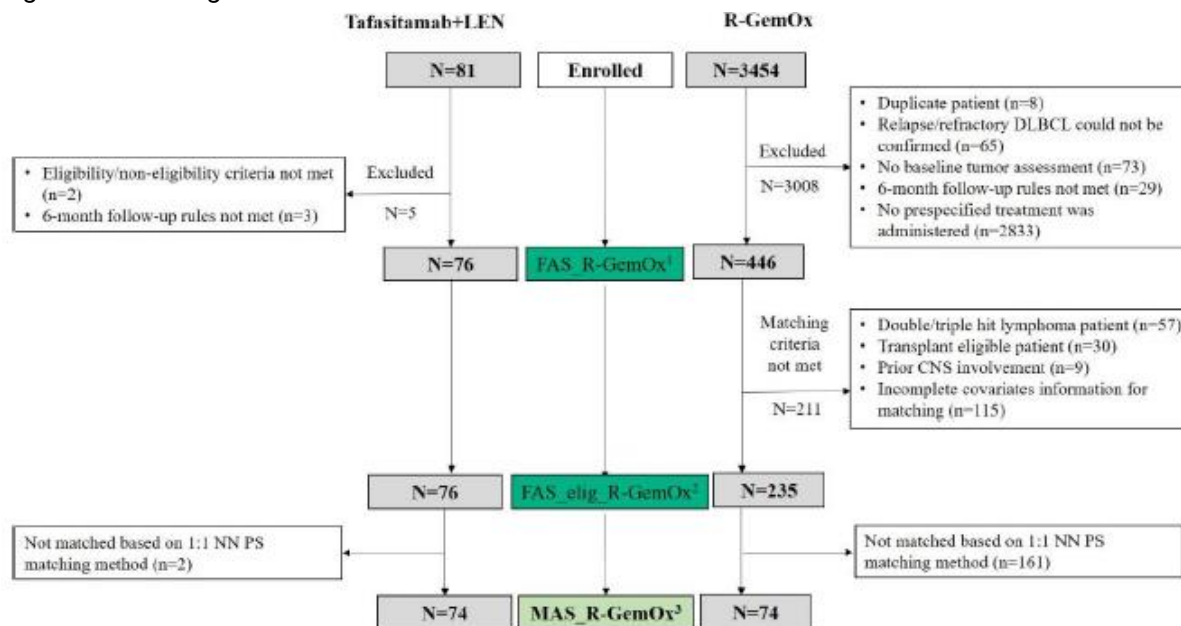 Tafasitamab+LEN
R-GemOx
N=81
Enrolled
N=3454
• Duplicate patient (n=8)
• Relapse/refractory DLBCL could not be
confirmed (n=65)
• No baseline tumor assessment (n=73)
• 6-month follow-up rules not met (n=29)
• No prespecified treatment was
administered (n=2833)
Excluded
N=3008
• Eligibility/non-eligibility criteria not met
(n=2)
• 6-month follow-up rules not met (n=3)
Excluded
N=5
N=76
FAS_R-GemOx¹
N=446
Matching
criteria
not met
N=211
• Double/triple hit lymphoma patient (n=57)
• Transplant eligible patient (n=30)
• Prior CNS involvement (n=9)
• Incomplete covariates information for
matching (n=115)
N=76
FAS_elig_R-GemOx²
N=235
Not matched based on 1:1 NN PS
matching method (n=2)
Not matched based on 1:1 NN PS
matching method (n=161)
N=74
MAS_R-GemOx³
N=74